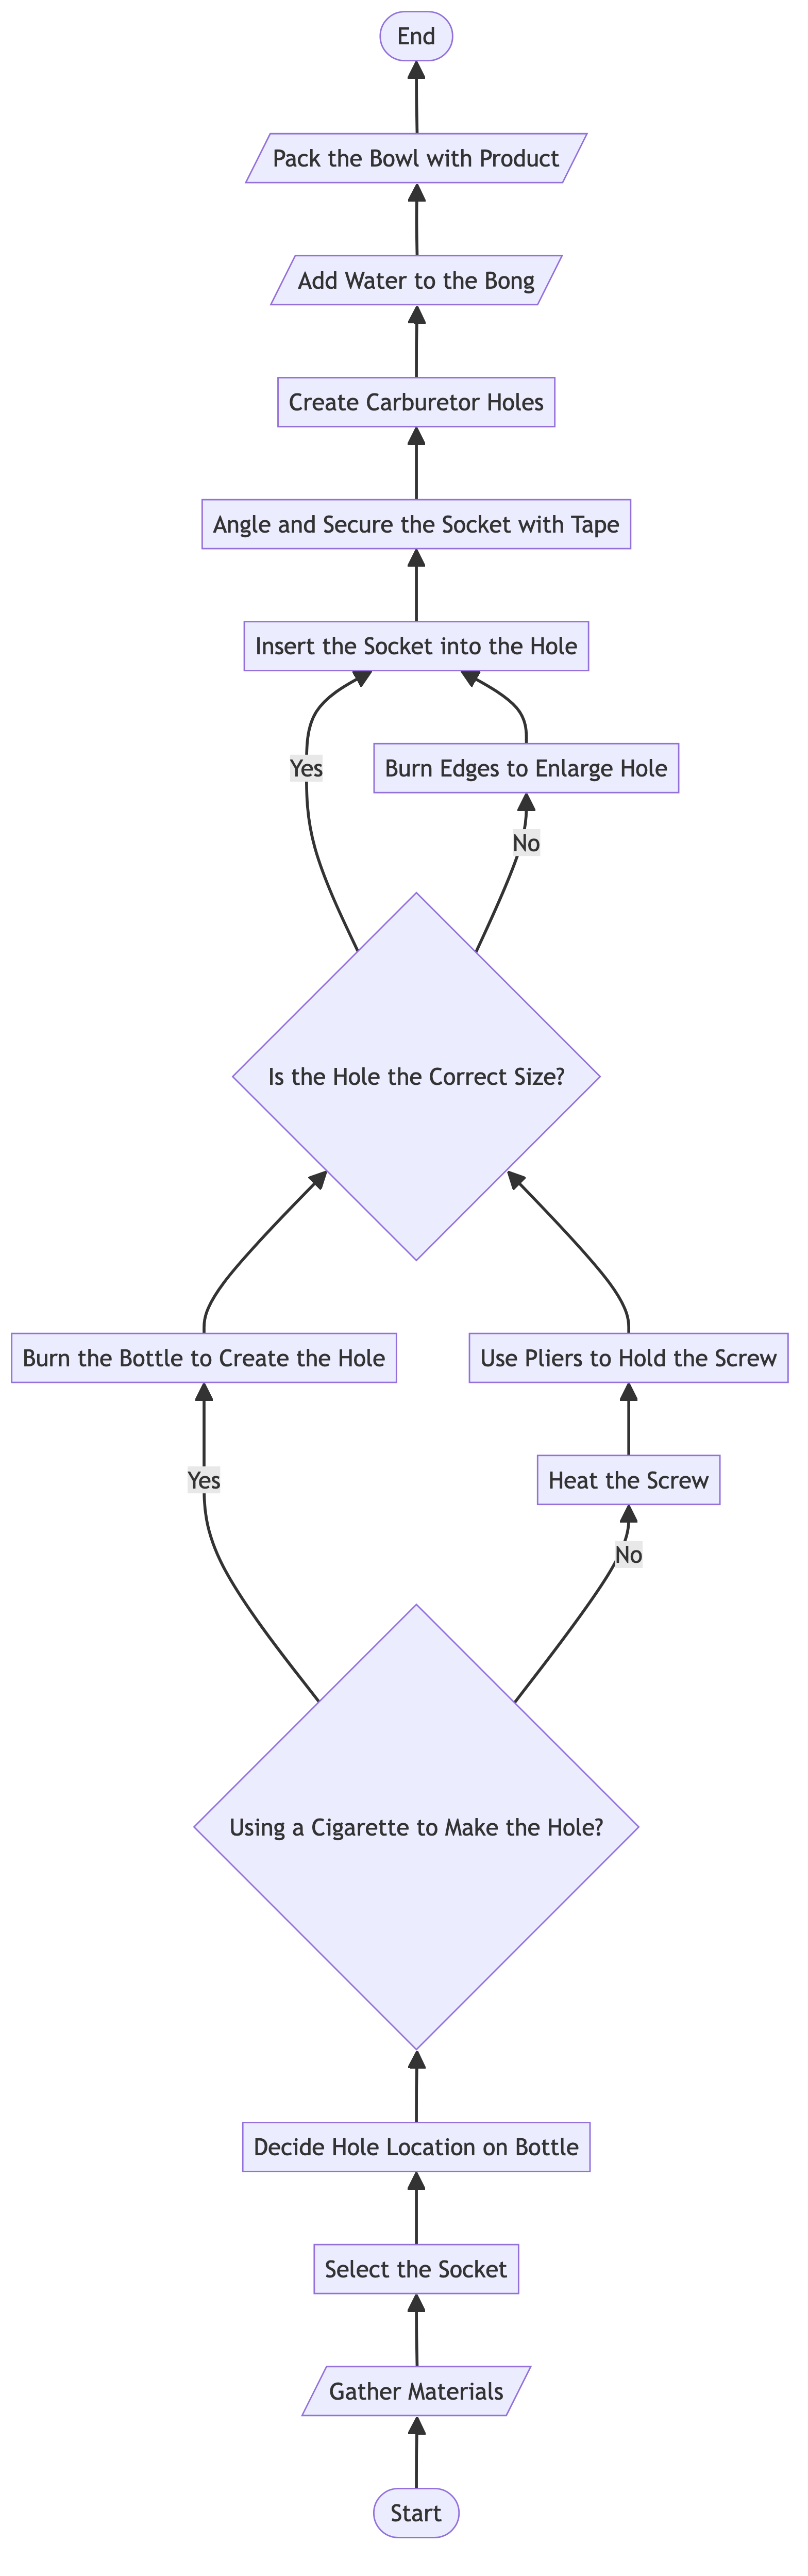 End
Pack the Bowl with Product
Add Water to the Bong
Create Carburetor Holes
Angle and Secure the Socket with Tape
Insert the Socket into the Hole
Yes
Burn Edges to Enlarge Hole
No
Is the Hole the Correct Size?
Burn the Bottle to Create the Hole
Use Pliers to Hold the Screw
Yes
Heat the Screw
No
Using a Cigarette to Make the Hole?
Decide Hole Location on Bottle
Select the Socket
Gather Materials
Start